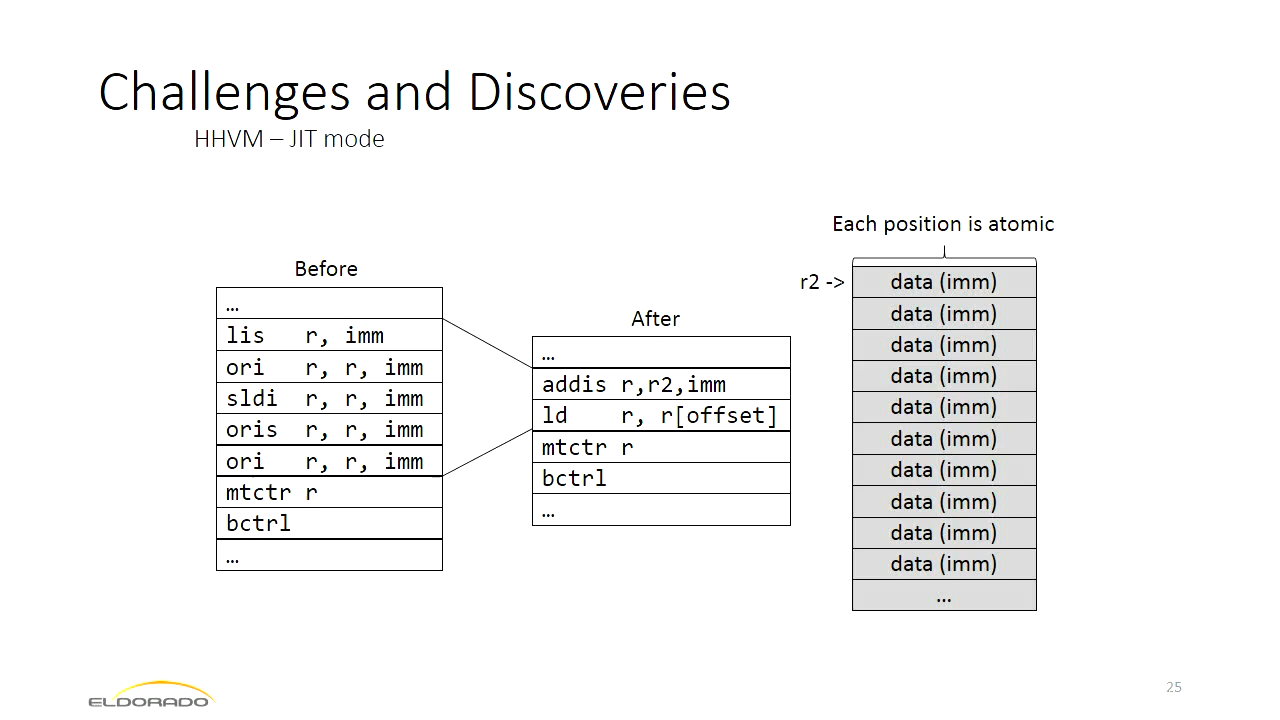 Challenges and Discoveries
HHVM – JIT mode
Before
…
lis r, imm
ori r, r, imm
sldi r, r, imm
oris r, r, imm
ori r, r, imm
mtctr r
bctrl
…
After
…
addis r,r2,imm
ld r, r[offset]
mtctr r
bctrl
…
Each position is atomic
r2 -> data (imm)
data (imm)
data (imm)
data (imm)
data (imm)
data (imm)
data (imm)
data (imm)
data (imm)
data (imm)
…
ELDORADO
25